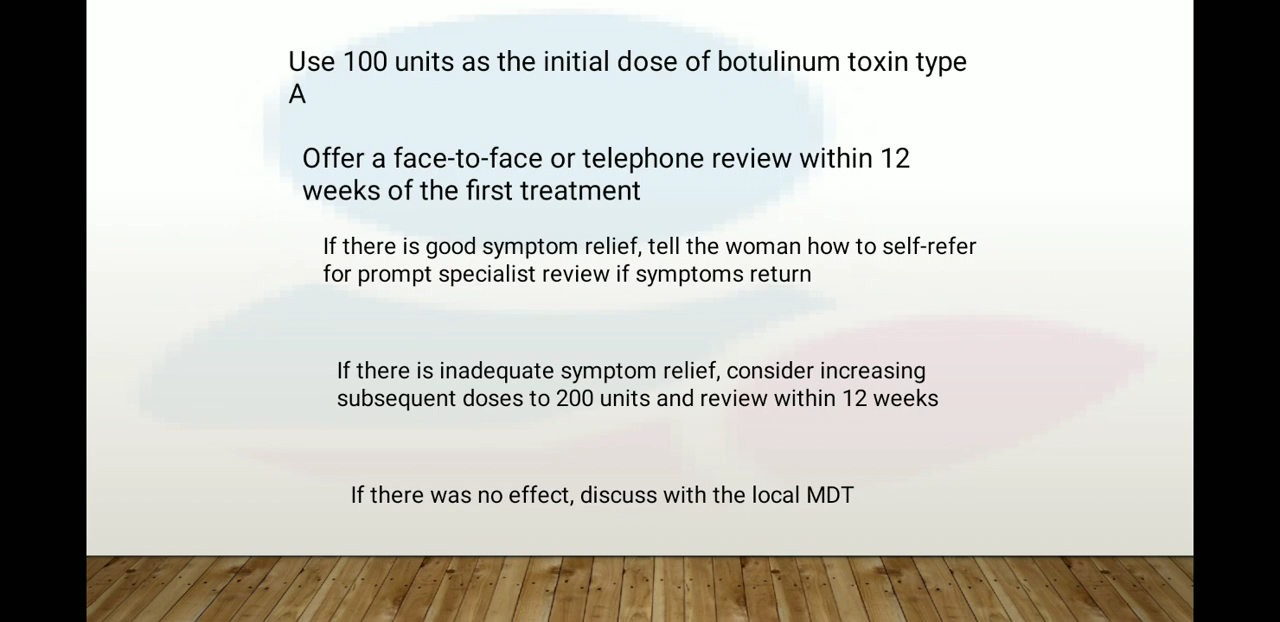 Use 100 units as the initial dose of botulinum toxin type
A
Offer a face-to-face or telephone review within 12
weeks of the first treatment
If there is good symptom relief, tell the woman how to self-refer
for prompt specialist review if symptoms return
If there is inadequate symptom relief, consider increasing
subsequent doses to 200 units and review within 12 weeks
If there was no effect, discuss with the local MDT